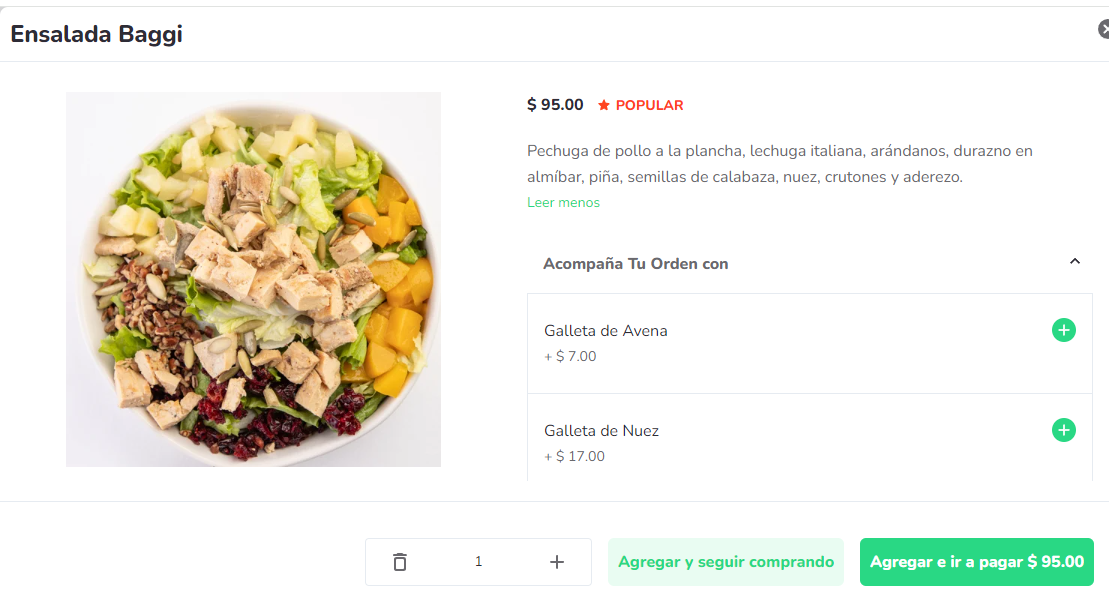 Ensalada Baggi
$ 95.00 ★ POPULAR
Pechuga de pollo a la plancha, lechuga italiana, arándanos, durazno en
almíbar, piña, semillas de calabaza, nuez, crutones y aderezo.
Leer menos
Acompaña Tu Orden con
Galleta de Avena
+ $ 7.00
Galleta de Nuez
+ $ 17.00
1
Agregar y seguir comprando
Agregar e ir a pagar $ 95.00